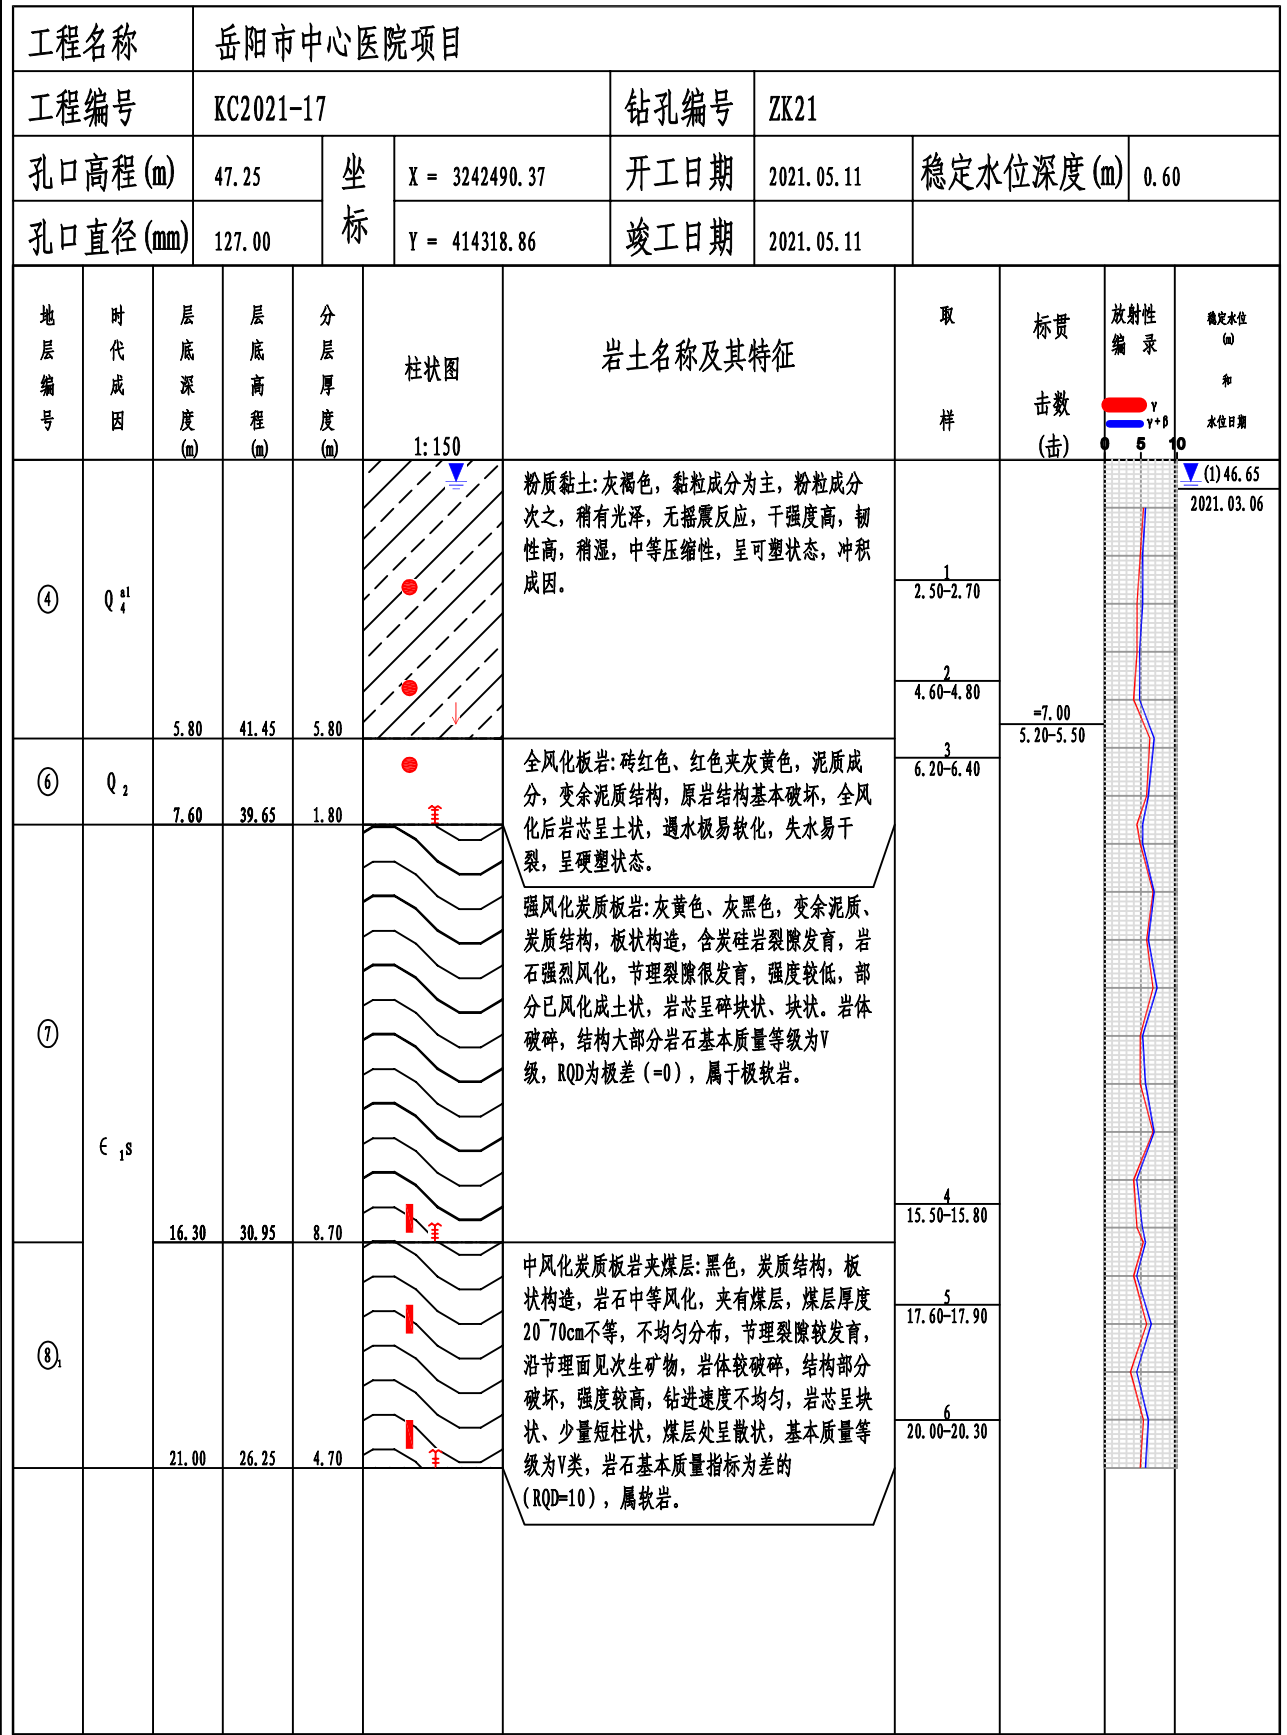 工程名称 岳阳市中心医院项目
工程编号 KC2021-17 钻孔编号 ZK21
孔口高程(m) 47.25 坐标 X = 3242490.37 开工日期 2021.05.11 稳定水位深度(m) 0.60
孔口直径(mm) 127.00 Y = 414318.86 竣工日期 2021.05.11
地层编号
时代成因
层底深度(m)
层底高程(m)
分层厚度(m)
柱状图
1:150
岩土名称及其特征
取样
标贯击数(击)
放射性
编 录
γ
γ+β
0 5 10
稳定水位
(m)
和
水位日期
④
Q 4 al
5.80 41.45 5.80
粉质黏土:灰褐色，黏粒成分为主，粉粒成分
次之，稍有光泽，无摇震反应，干强度高，韧
性高，稍湿，中等压缩性，呈可塑状态，冲积
成因。
1
2.50-2.70
2
4.60-4.80
=7.00
5.20-5.50
(1)46.65
2021.03.06
⑥
Q 2
7.60 39.65 1.80
全风化板岩:砖红色、红色夹灰黄色，泥质成
分，变余泥质结构，原岩结构基本破坏，全风
化后岩芯呈土状，遇水极易软化，失水易干
裂，呈硬塑状态。
3
6.20-6.40
⑦
∈ 1s
16.30 30.95 8.70
强风化炭质板岩:灰黄色、灰黑色，变余泥质、
炭质结构，板状构造，含炭硅岩裂隙发育，岩
石强烈风化，节理裂隙很发育，强度较低，部
分已风化成土状，岩芯呈碎块状、块状。岩体
破碎，结构大部分岩石基本质量等级为V
级，RQD为极差（=0），属于极软岩。
4
15.50-15.80
⑧1
21.00 26.25 4.70
中风化炭质板岩夹煤层:黑色，炭质结构，板
状构造，岩石中等风化，夹有煤层，煤层厚度
20~70cm不等，不均匀分布，节理裂隙较发育，
沿节理面见次生矿物，岩体较破碎，结构部分
破坏，强度较高，钻进速度不均匀，岩芯呈块
状、少量短柱状，煤层处呈散状，基本质量等
级为V类，岩石基本质量指标为差的
（RQD=10），属软岩。
5
17.60-17.90
6
20.00-20.30